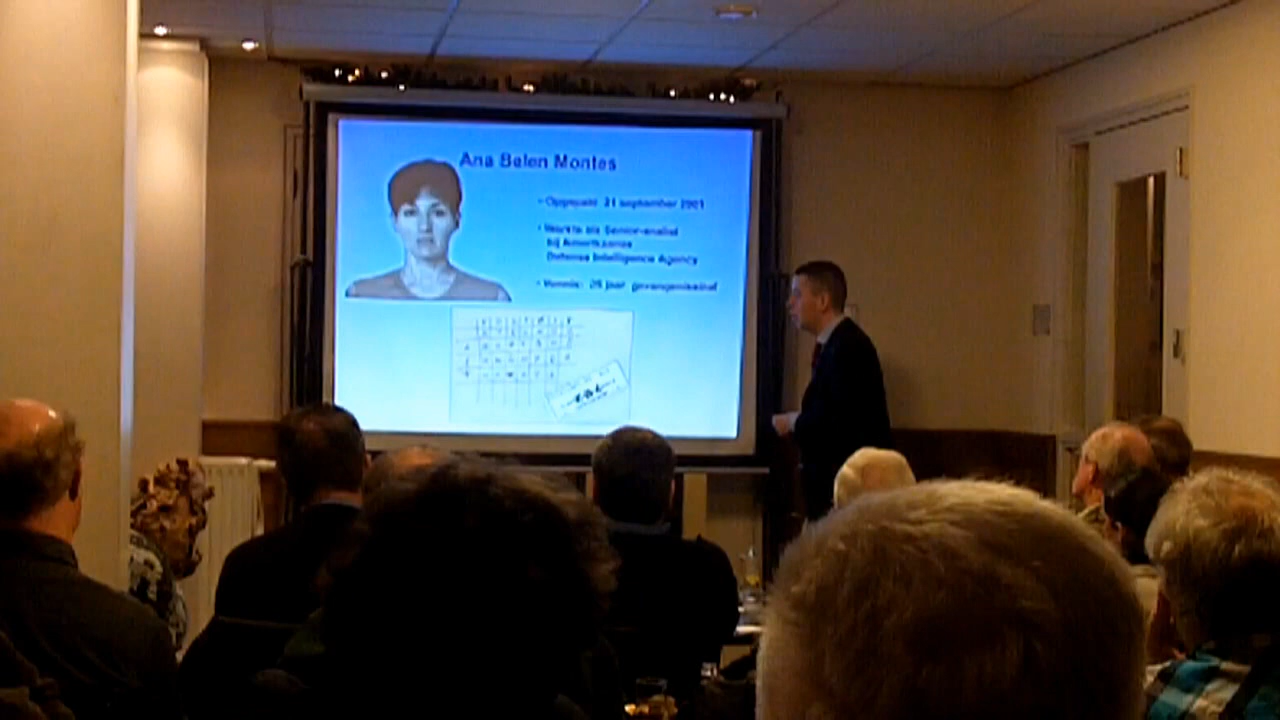 Ana Belen Montes
- Opgepakt: 21 september 2001
- Werkte als Senior-analist
bij Amerikaanse
Defense Intelligence Agency
- Vonnis: 25 jaar gevangenisstraf